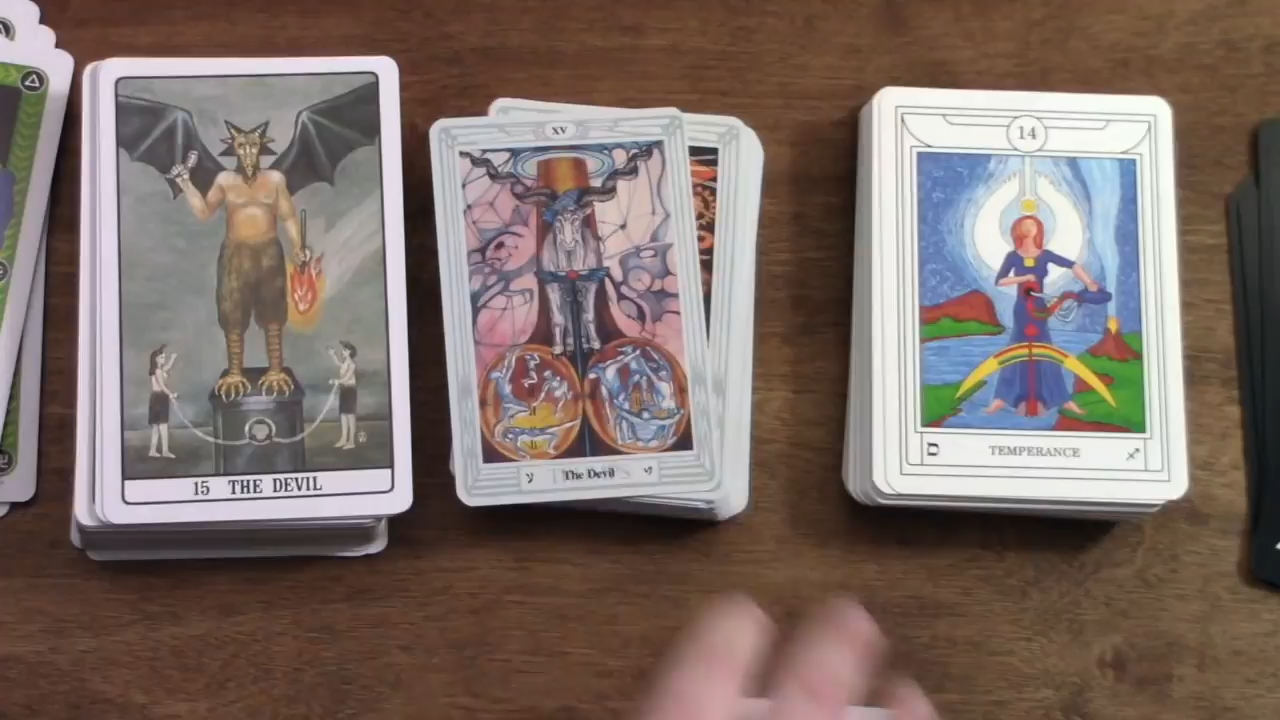 15 THE DEVIL
XV
The Devil
ע
14
ם
TEMPERANCE
♐